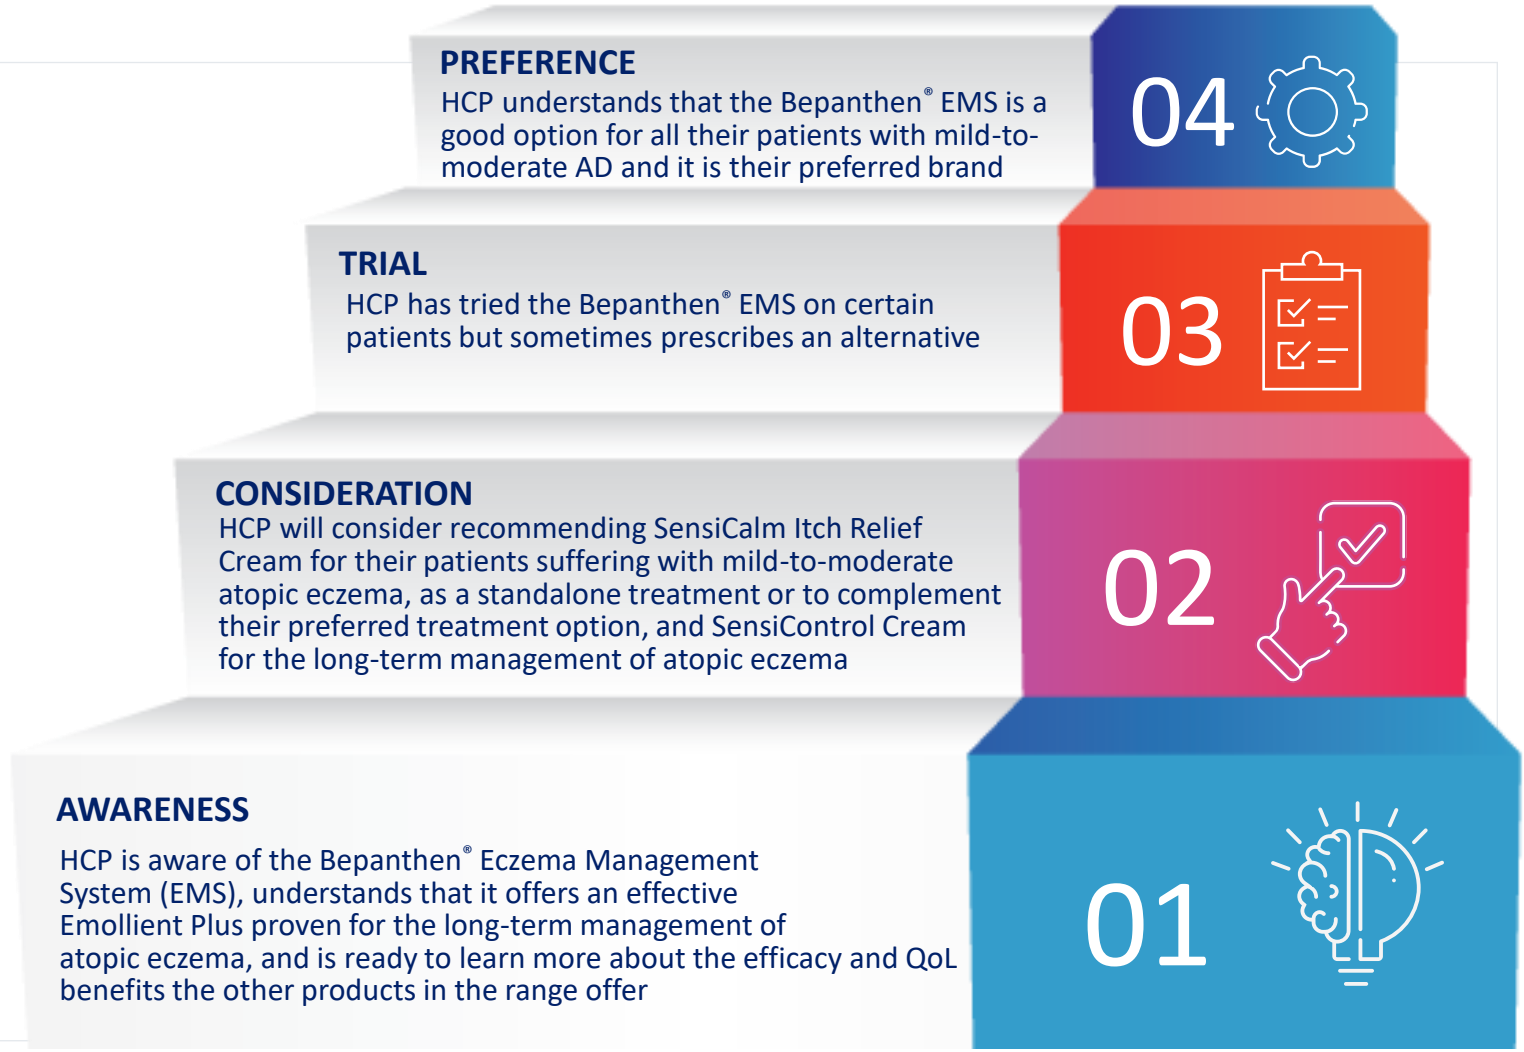 PREFERENCE
HCP understands that the Bepanthen® EMS is a
good option for all their patients with mild-to-
moderate AD and it is their preferred brand
04
TRIAL
HCP has tried the Bepanthen® EMS on certain
patients but sometimes prescribes an alternative
03
CONSIDERATION
HCP will consider recommending SensiCalm Itch Relief
Cream for their patients suffering with mild-to-moderate
atopic eczema, as a standalone treatment or to complement
their preferred treatment option, and SensiControl Cream
for the long-term management of atopic eczema
02
AWARENESS
HCP is aware of the Bepanthen® Eczema Management
System (EMS), understands that it offers an effective
Emollient Plus proven for the long-term management of
atopic eczema, and is ready to learn more about the efficacy and QoL
benefits the other products in the range offer
01